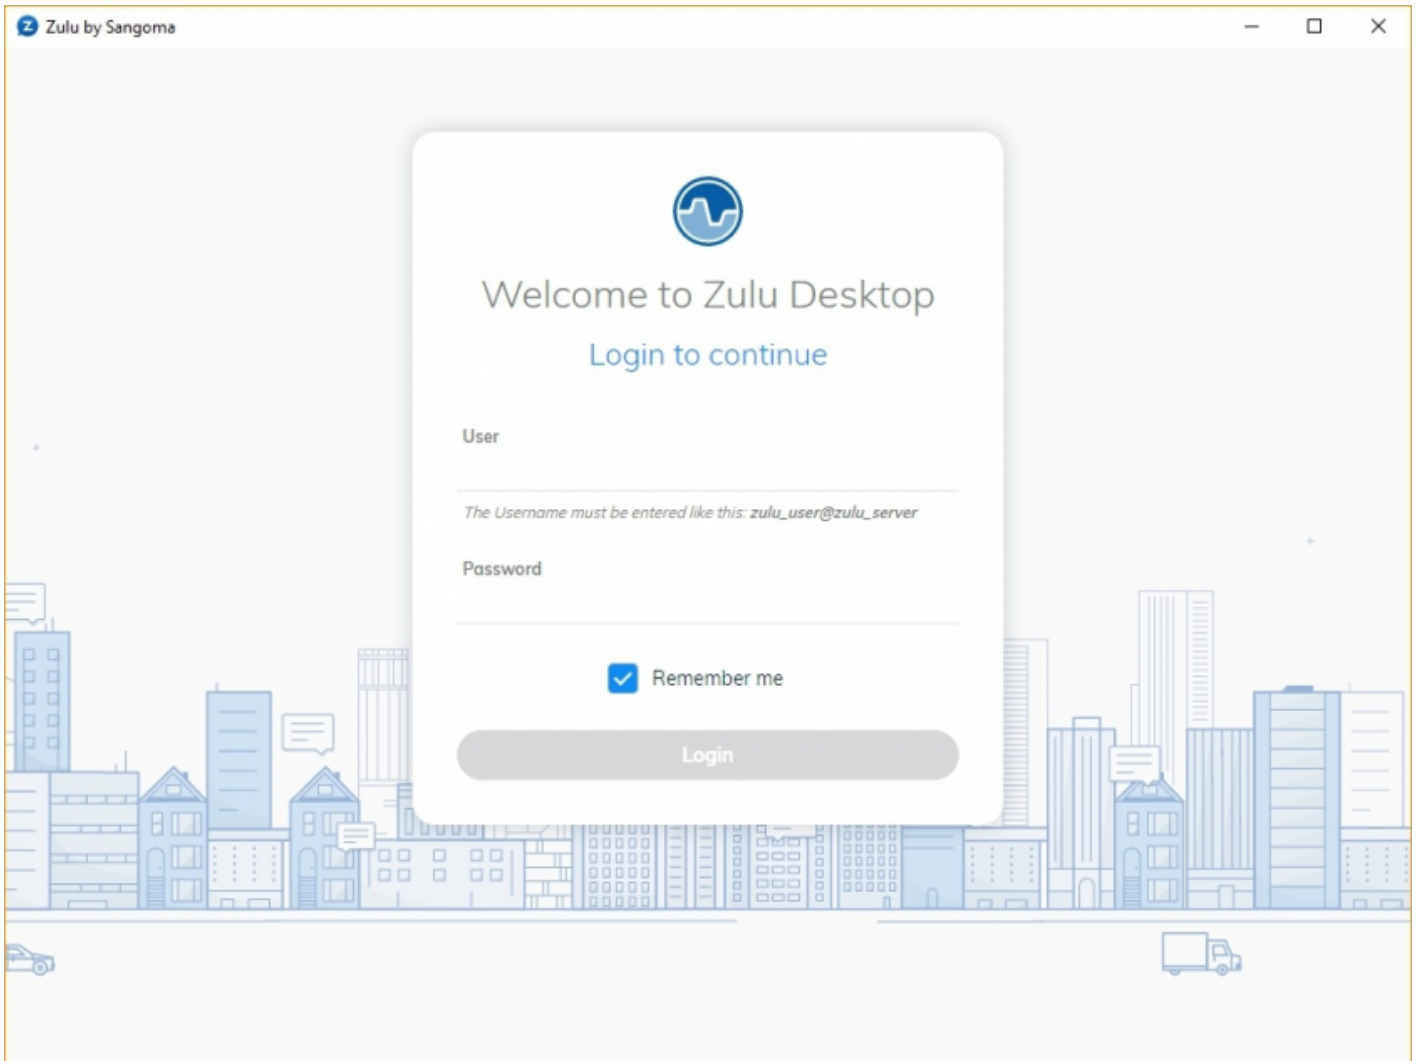 Zulu by Sangoma
Welcome to Zulu Desktop
Login to continue
User
The Username must be entered like this: zulu_user@zulu_server
Password
Remember me
Login